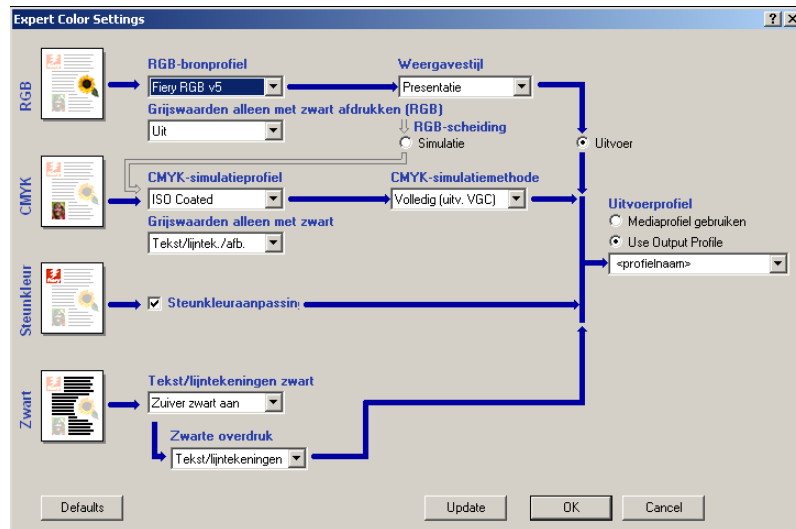 Expert Color Settings
RGB
RGB-bronprofiel
Weergavestijl
Fiery RGB v5
Presentatie
Grijswaarden alleen met zwart afdrukken (RGB)
Uit
RGB-scheiding
Simulatie
Uitvoer
CMYK
CMYK-simulatieprofiel
CMYK-simulatiemethode
ISO Coated
Volledig (uitv. VGC)
Grijswaarden alleen met zwart
Tekst/lijntek./afb.
Uitvoerprofiel
Mediaprofiel gebruiken
Use Output Profile
<profielnaam>
Steunkleur
Steunkleuraanpassin
Zwart
Tekst/lijntekeningen zwart
Zuiver zwart aan
Zwarte overdruk
Tekst/lijntekeningen
Defaults
Update
OK
Cancel